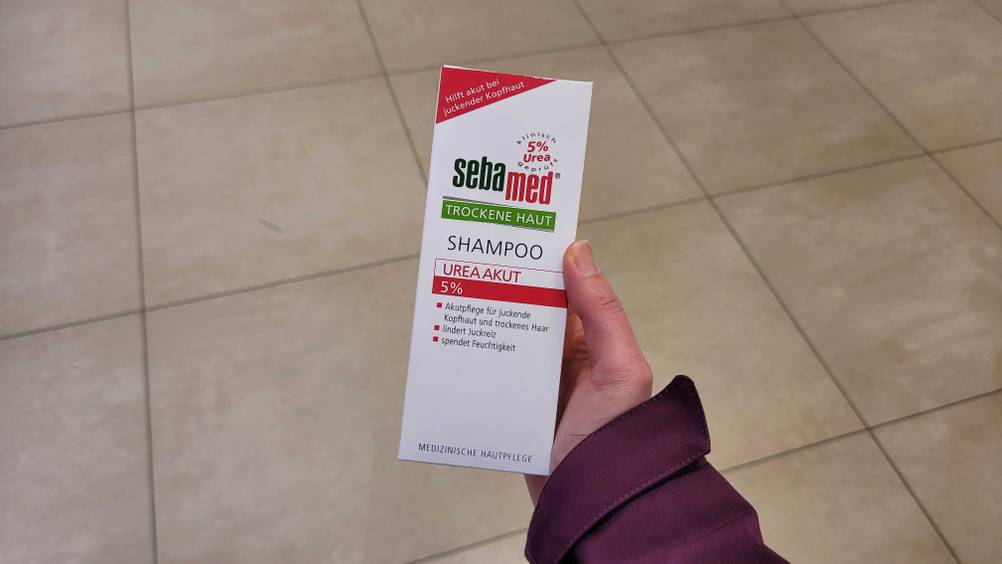 Hilft akut bei
juckender Kopfhaut
klinisch
5%
Urea
geprüft
sebamed®
TROCKENE HAUT
SHAMPOO
UREA AKUT
5%
Akutpflege für juckende
Kopfhaut und trockenes Haar
lindert Juckreiz
spendet Feuchtigkeit
MEDIZINISCHE HAUTPFLEGE